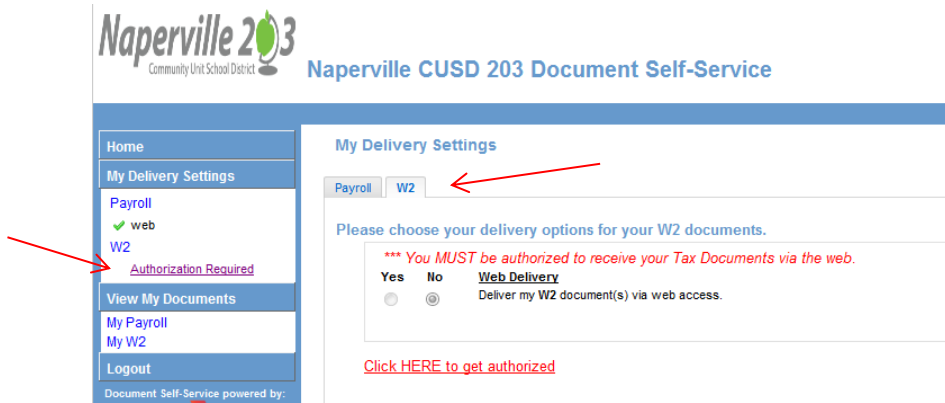 Naperville 203
Community Unit School District
Naperville CUSD 203 Document Self-Service
Home
My Delivery Settings
Payroll
web
W2
Authorization Required
View My Documents
My Payroll
My W2
Logout
Document Self-Service powered by:
My Delivery Settings
Payroll W2
Please choose your delivery options for your W2 documents.
*** You MUST be authorized to receive your Tax Documents via the web.
Yes No Web Delivery
Deliver my W2 document(s) via web access.
Click HERE to get authorized